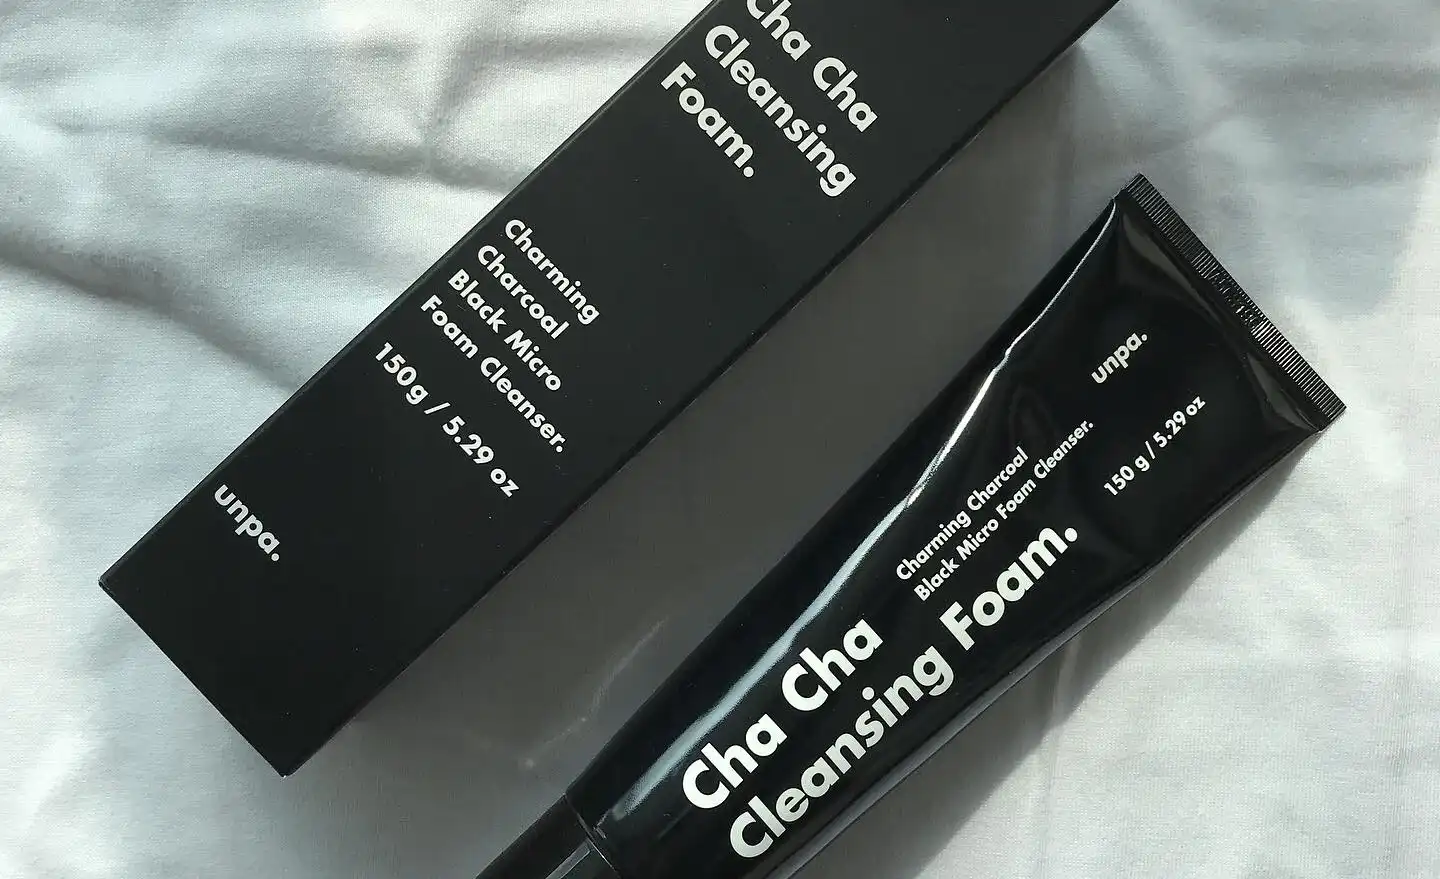 Cha Cha
Cleansing
Foam.
Charming
Charcoal
Black Micro
Foam Cleanser.
150g / 5.29 oz
unpa.
unpa.
150 g / 5.29 oz
Charming Charcoal
Black Micro Foam Cleanser.
Cha Cha
Cleansing Foam.